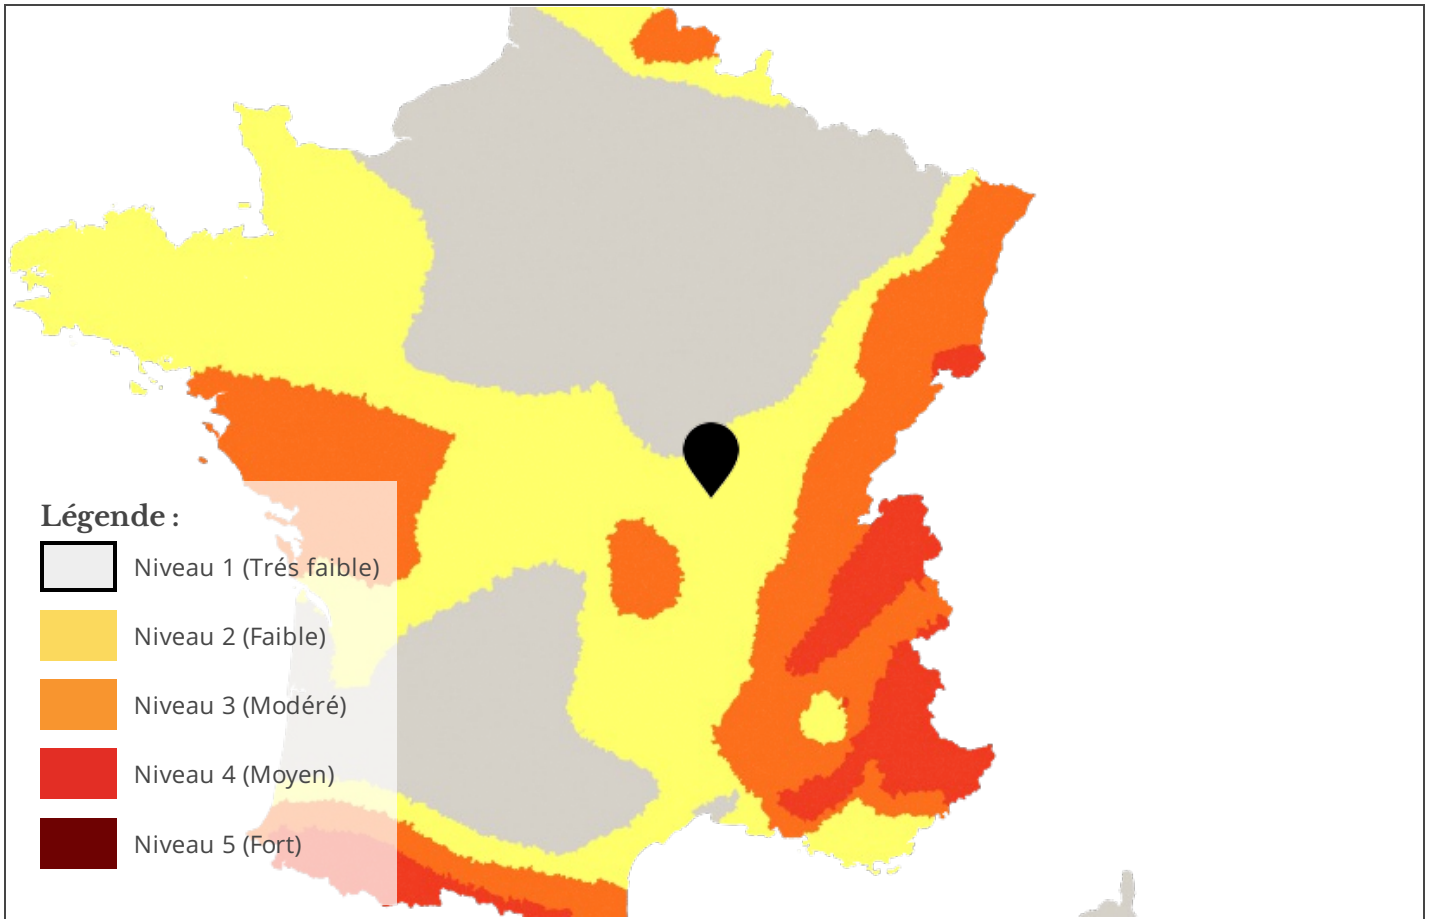 Légende :
Niveau 1 (Trés faible)
Niveau 2 (Faible)
Niveau 3 (Modéré)
Niveau 4 (Moyen)
Niveau 5 (Fort)